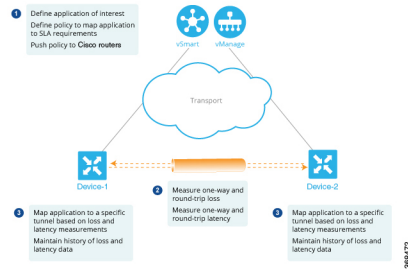 1 Define application of interest
Define policy to map application
to SLA requirements
Push policy to Cisco routers
vSmart vManage
Transport
Device-1
Device-2
2 Measure one-way and
round-trip loss
Measure one-way and
round-trip latency
3 Map application to a specific
tunnel based on loss and
latency measurements
Maintain history of loss and
latency data
3 Map application to a specific
tunnel based on loss and
latency measurements
Maintain history of loss and
latency data
368473